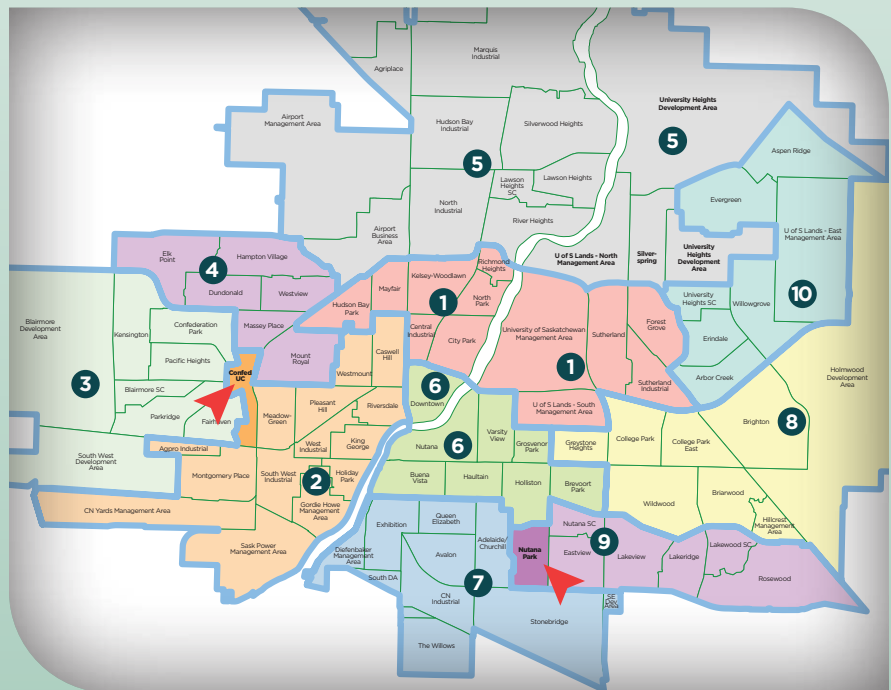 Marquis
Industrial
Agriplace
University Heights
Development Area
Airport
Management Area
Hudson Bay
Industrial
Silverwood Heights
5
5
Aspen Ridge
Lawson
Heights
SC
Lawson Heights
Evergreen
North
Industrial
River Heights
Airport
Business
Area
U of S Lands - East
Management Area
Elk
Point
Hampton Village
4
U of S Lands - North
Management Area
Silver-
spring
University
Heights
Development
Area
Richmond
Heights
Kelsey-Woodlawn
Mayfair
Dundonald
Westview
Hudson Bay
Park
1
North
Park
University
Heights SC
Willowgrove
10
Blairmore
Development
Area
Kensington
Confederation
Park
Massey Place
Central
Industrial
City Park
University of Saskatchewan
Management Area
Sutherland
Forest
Grove
Erindale
Pacific Heights
Mount
Royal
Caswell
Hill
Westmount
1
Arbor Creek
Holmwood
Development
Area
Confed
UC
3
Blairmore SC
6
Downtown
Sutherland
Industrial
Parkridge
Fairhaven
Meadow-
Green
Pleasant
Hill
Riversdale
U of S Lands - South
Management Area
Brighton
8
Agpro Industrial
West
Industrial
King
George
Nutana
6
Varsity
View
Grosvenor
Park
Greystone
Heights
College Park
College Park
East
South West
Development
Area
Montgomery Place
South West
Industrial
2
Holiday
Park
Buena
Vista
Haultain
Holliston
Brevoort
Park
Wildwood
Briarwood
CN Yards Management Area
Gordie Howe
Management
Area
Exhibition
Queen
Elizabeth
Nutana SC
Hillcrest
Management
Area
Sask Power
Management Area
Diefenbaker
Management
Area
Avalon
Adelaide/
Churchill
Nutana
Park
Eastview
9
Lakeview
Lakeridge
Lakewood SC
South DA
7
Rosewood
CN
Industrial
SE
Dev
Area
Stonebridge
The Willows